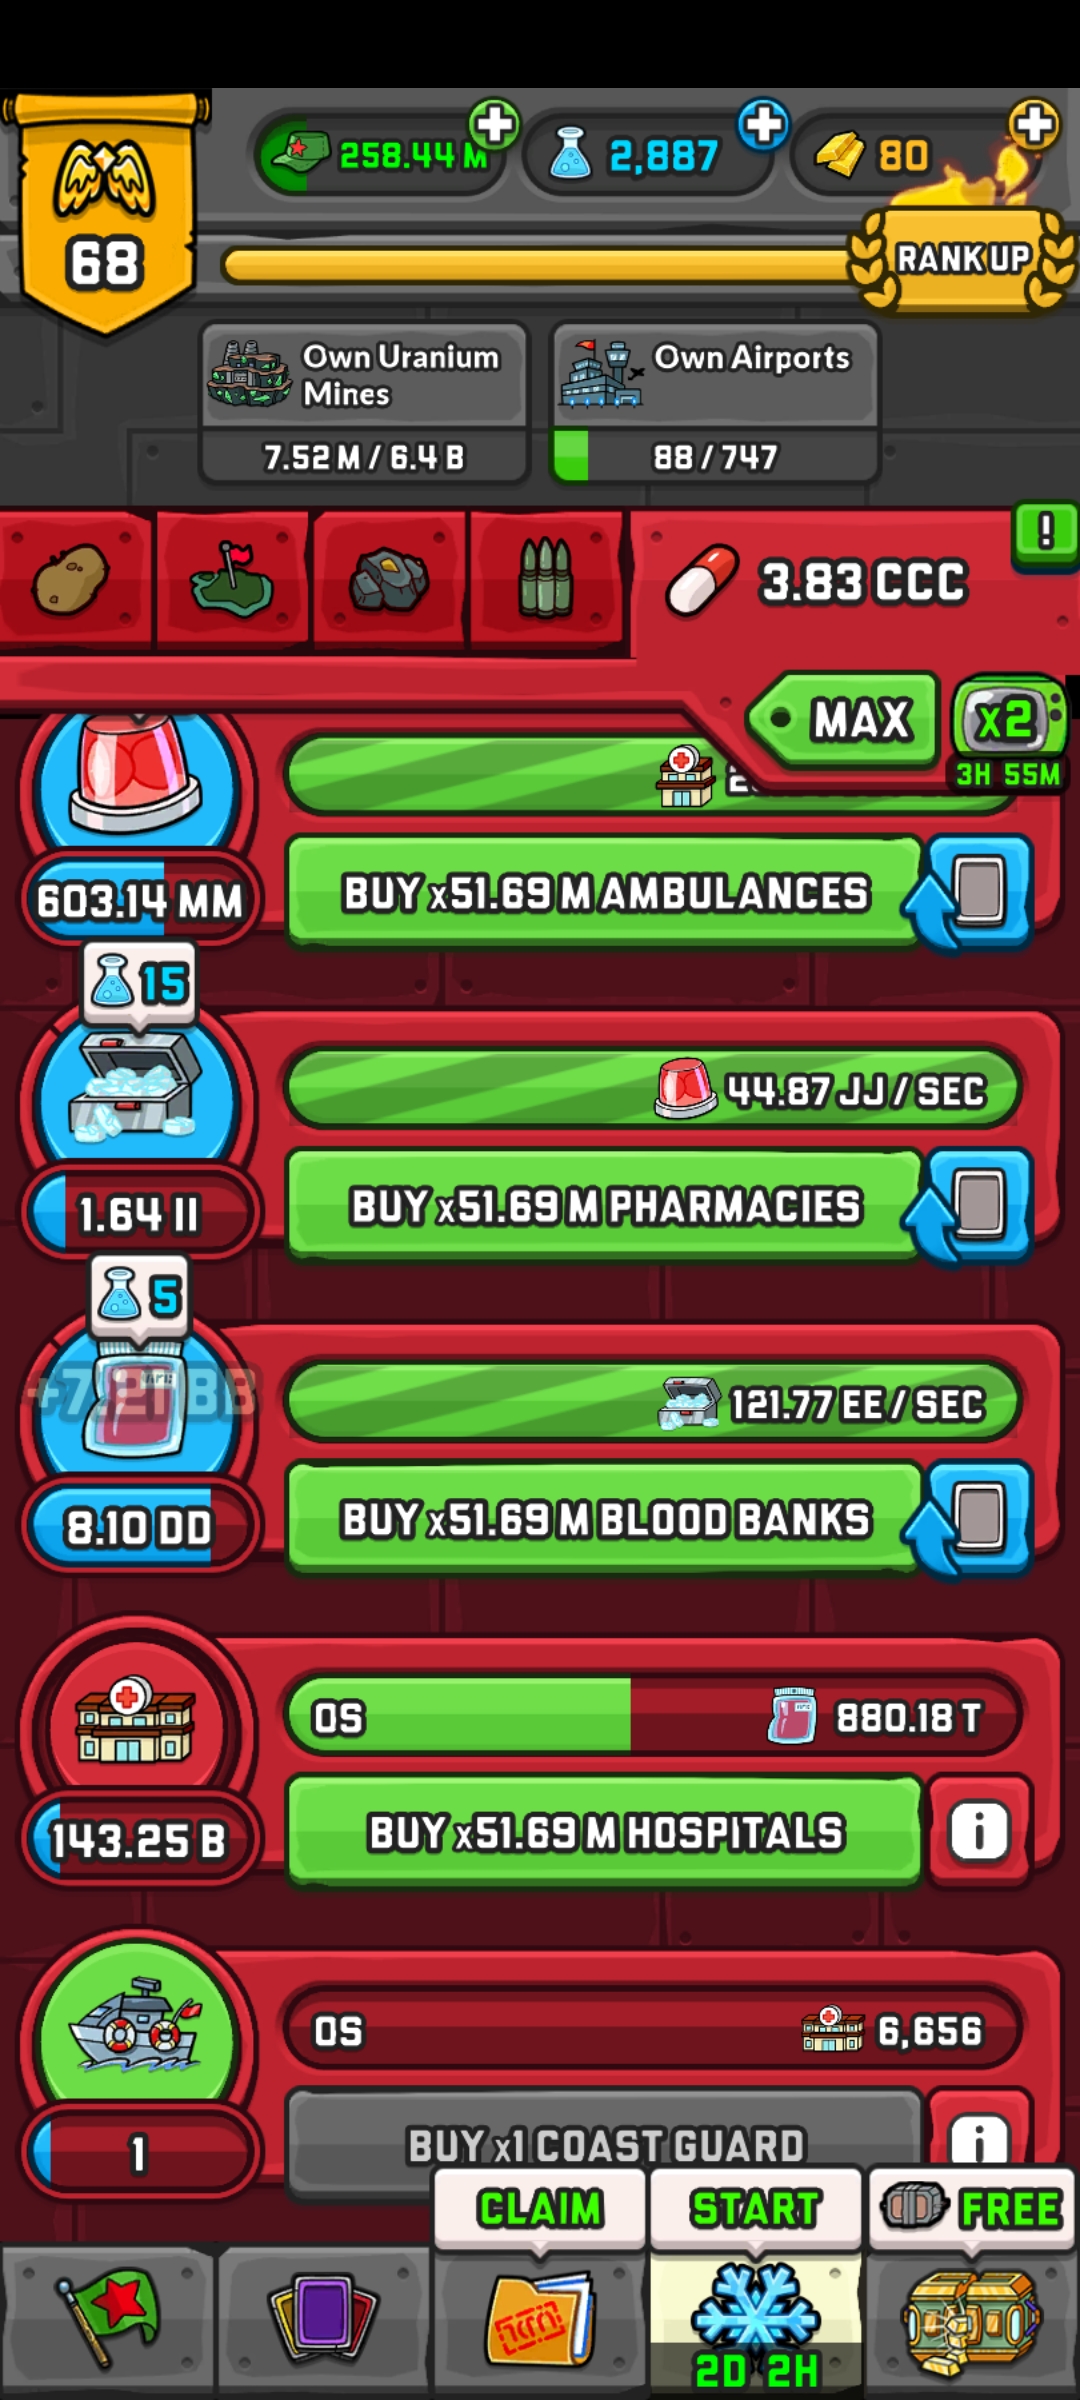 258.44 M
2,887
80
68
RANK UP
Own Uranium
Mines
7.52 M / 6.4 B
Own Airports
88 / 747
!
3.83 CCC
MAX
x2
3H 55M
603.14 MM
BUY x51.69 M AMBULANCES
15
44.87 JJ / SEC
1.64 II
BUY x51.69 M PHARMACIES
5
+7.21 BB
121.77 EE / SEC
8.10 DD
BUY x51.69 M BLOOD BANKS
0S
880.18 T
143.25 B
BUY x51.69 M HOSPITALS
i
0S
6,656
1
BUY x1 COAST GUARD
i
CLAIM
START
FREE
2D 2H